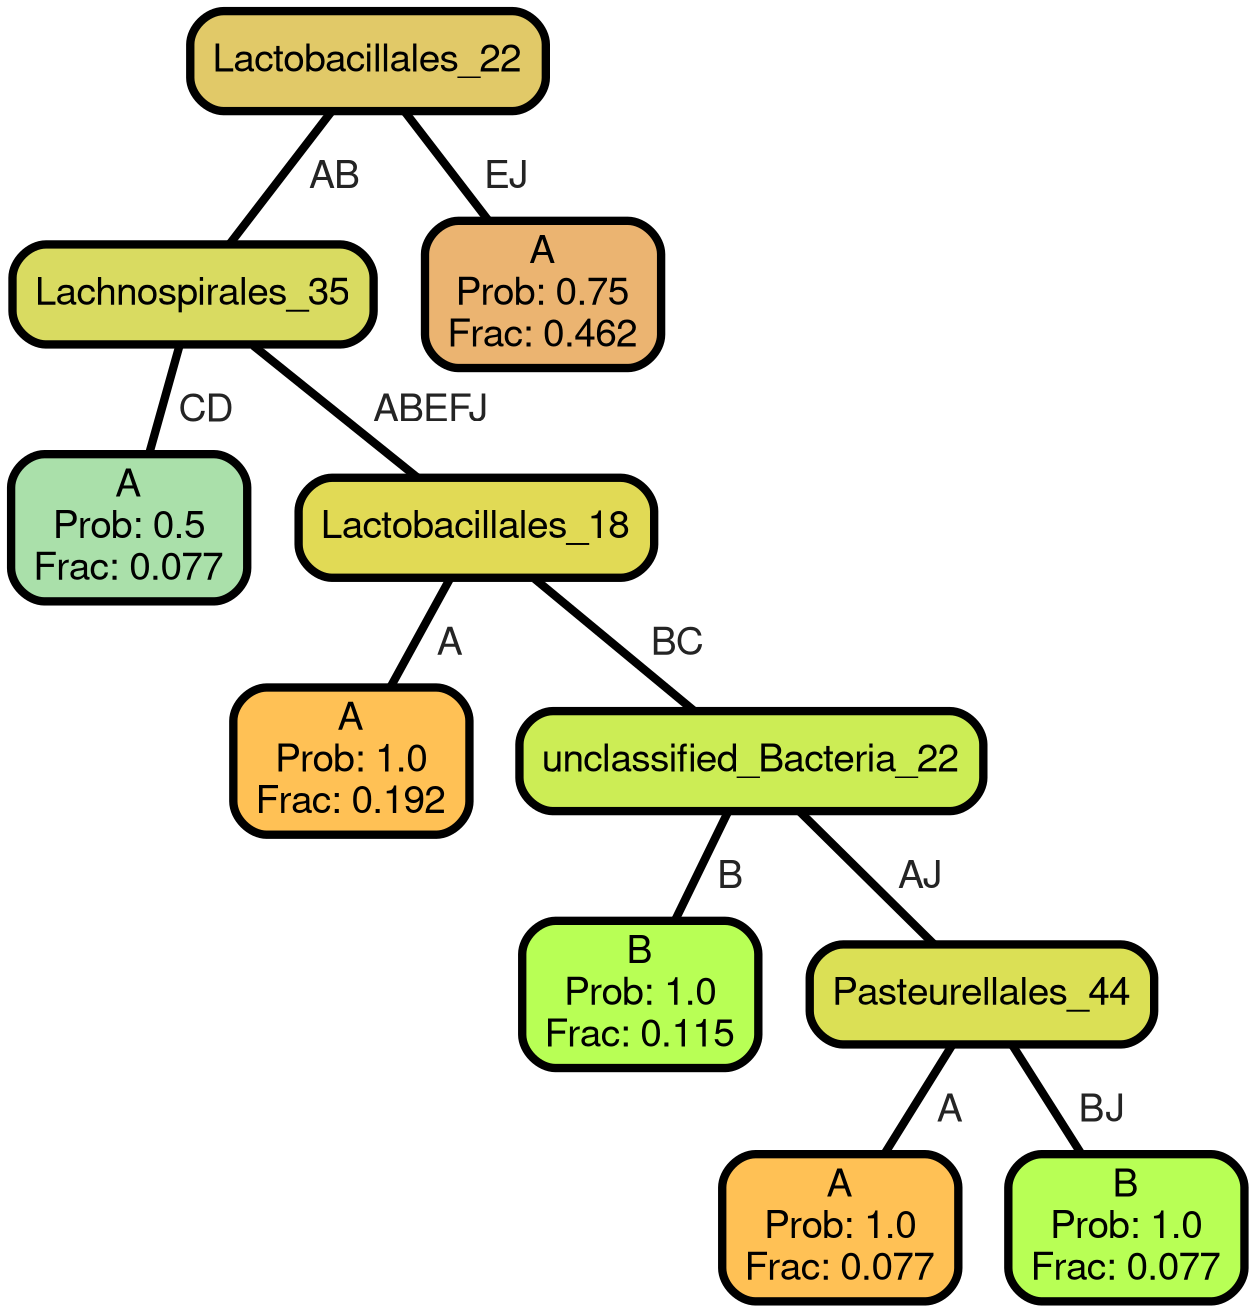 Lactobacillales_22
AB
EJ
Lachnospirales_35
A
Prob: 0.75
Frac: 0.462
CD
ABEFJ
A
Prob: 0.5
Frac: 0.077
Lactobacillales_18
A
BC
A
Prob: 1.0
Frac: 0.192
unclassified_Bacteria_22
B
AJ
B
Prob: 1.0
Frac: 0.115
Pasteurellales_44
A
BJ
A
Prob: 1.0
Frac: 0.077
B
Prob: 1.0
Frac: 0.077